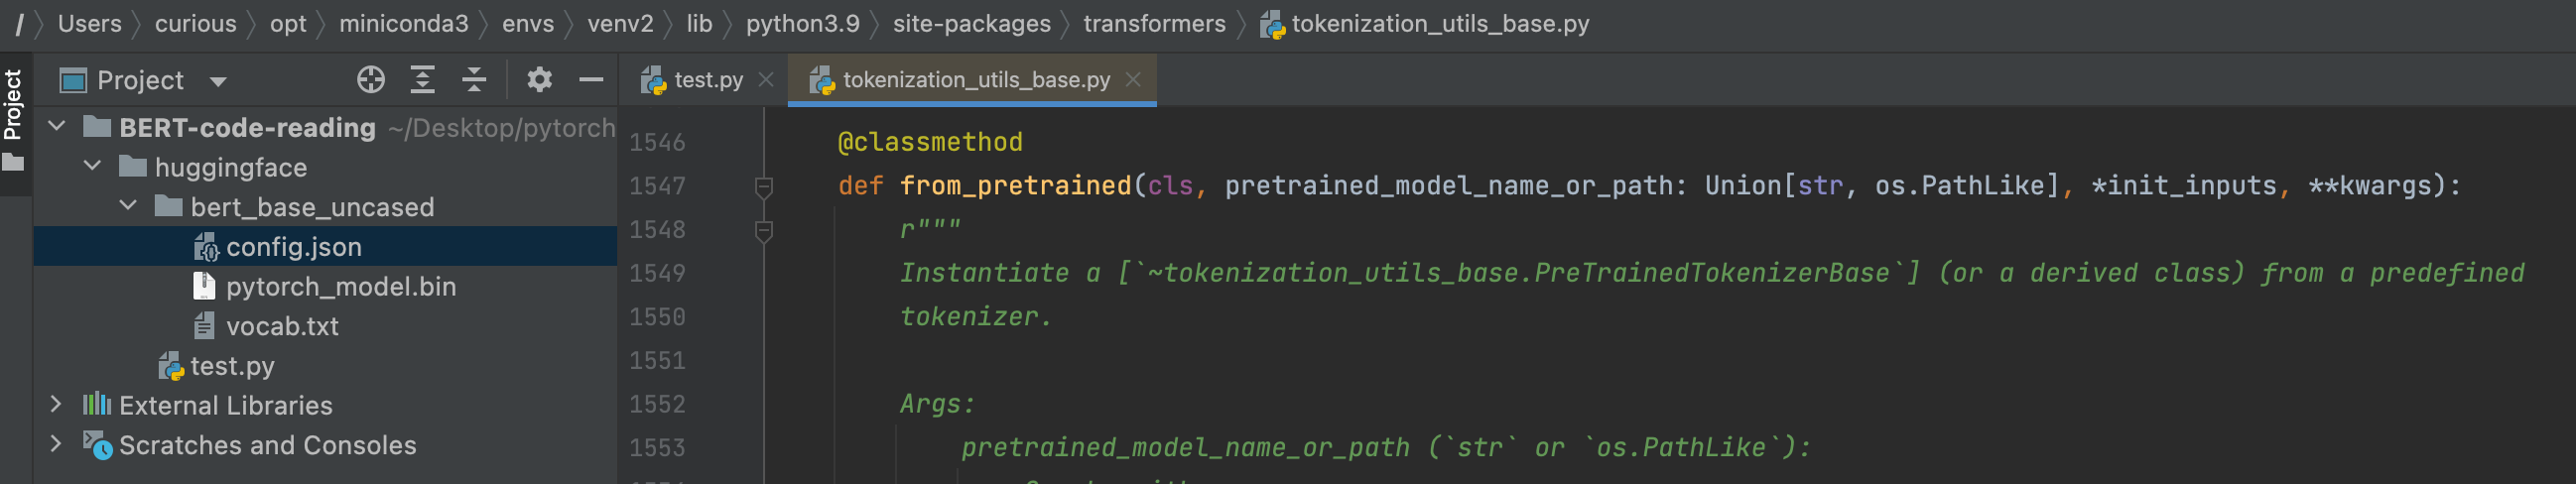 / Users curious opt miniconda3 envs venv2 lib python3.9 site-packages transformers tokenization_utils_base.py
Project
Project
BERT-code-reading ~/Desktop/pytorch
huggingface
bert_base_uncased
config.json
pytorch_model.bin
vocab.txt
test.py
External Libraries
Scratches and Consoles
test.py tokenization_utils_base.py
1546 @classmethod
1547 def from_pretrained(cls, pretrained_model_name_or_path: Union[str, os.PathLike], *init_inputs, **kwargs):
1548 r"""
1549 Instantiate a [`~tokenization_utils_base.PreTrainedTokenizerBase`] (or a derived class) from a predefined
1550 tokenizer.
1551
1552 Args:
1553 pretrained_model_name_or_path (`str` or `os.PathLike`):